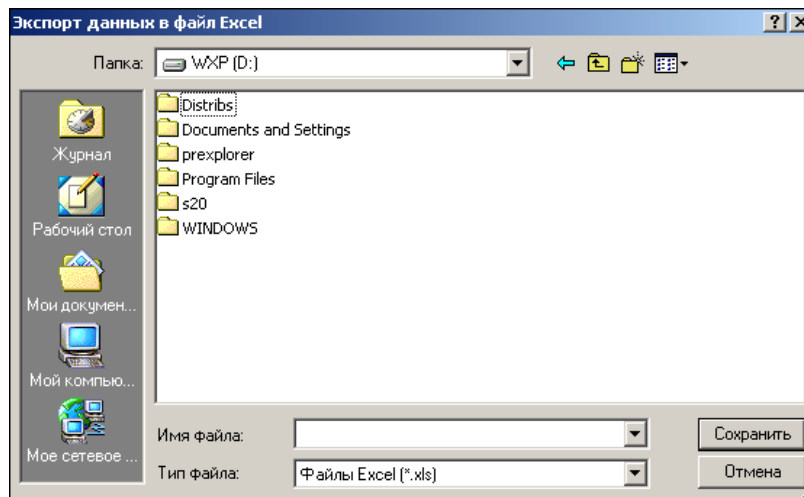 Экспорт данных в файл Excel
Папка: WXP (D:)
Distribs
Documents and Settings
prexplorer
Program Files
s20
WINDOWS
Журнал
Рабочий стол
Мои докумен...
Мой компью...
Мое сетевое ...
Имя файла:
Сохранить
Тип файла: Файлы Excel (*.xls)
Отмена